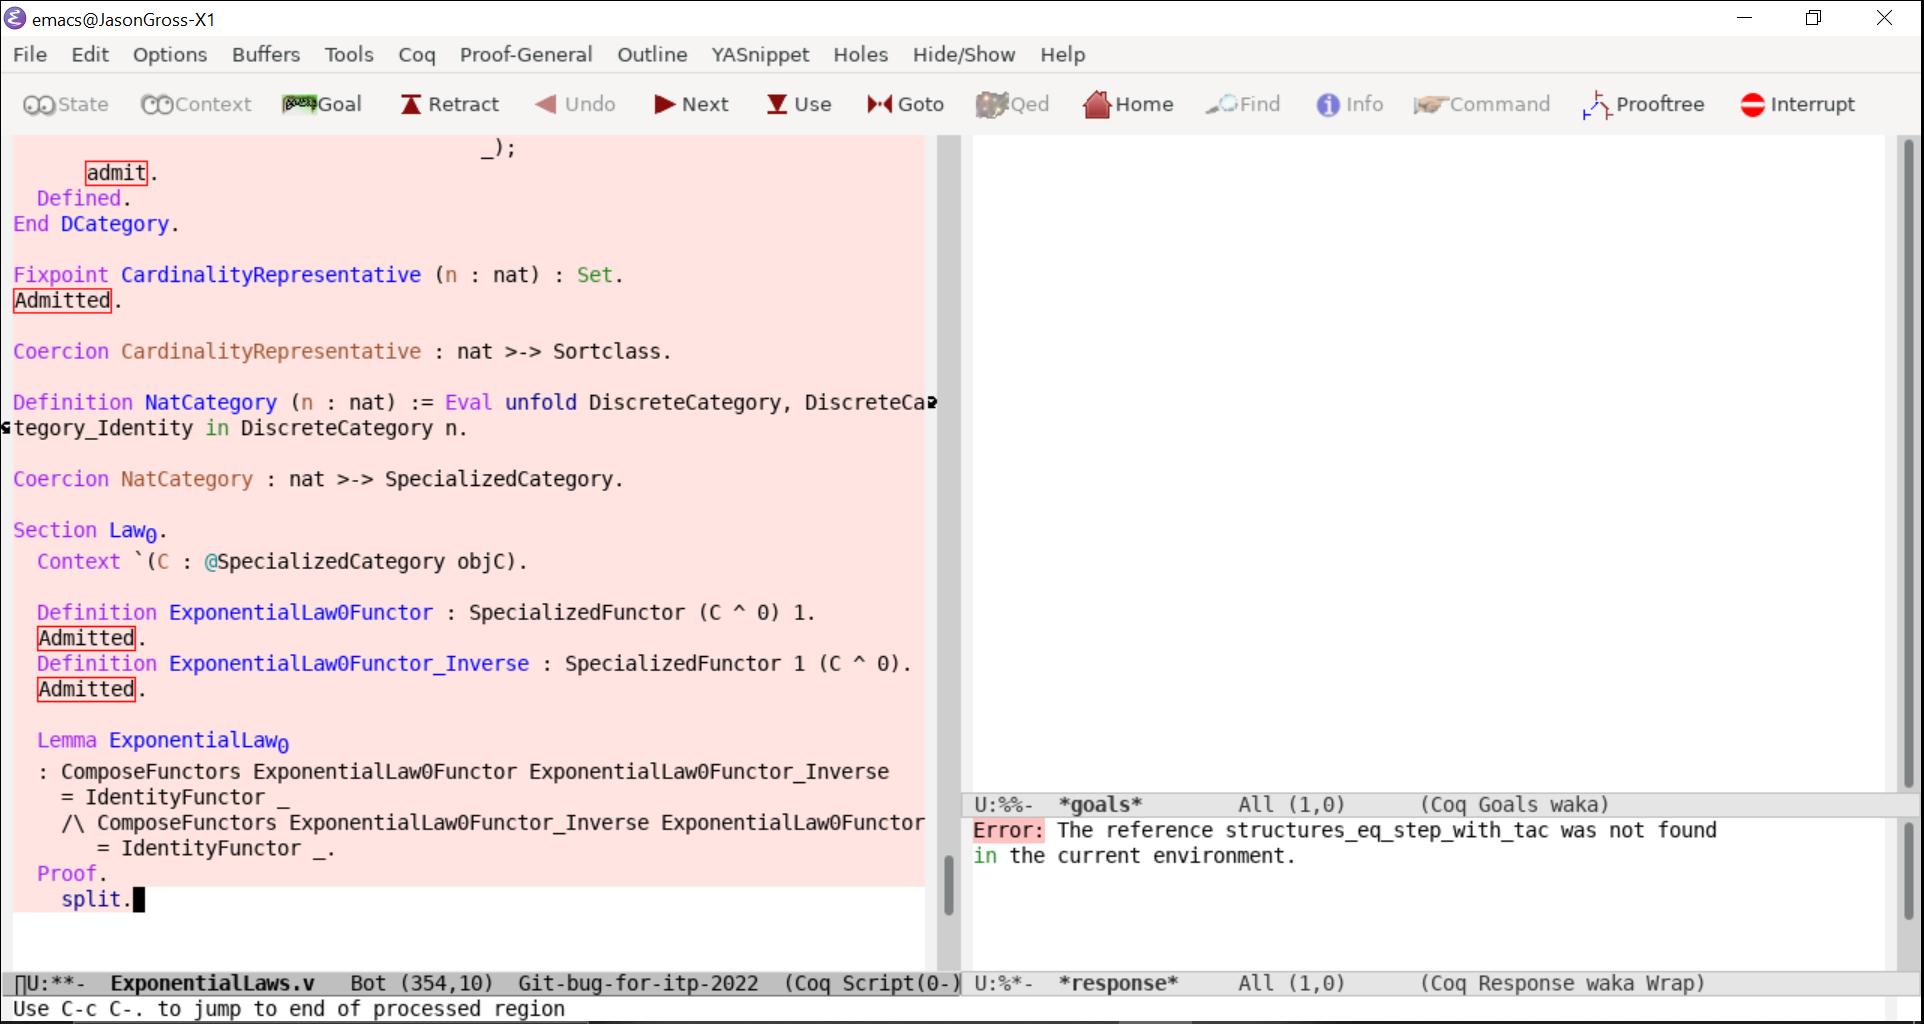 emacs@JasonGross-X1
File Edit Options Buffers Tools Coq Proof-General Outline YASnippet Holes Hide/Show Help
State Context Goal Retract Undo Next Use Goto Qed Home Find Info Command Prooftree Interrupt
_);
admit.
Defined.
End DCategory.
Fixpoint CardinalityRepresentative (n : nat) : Set.
Admitted.
Coercion CardinalityRepresentative : nat >-> Sortclass.
Definition NatCategory (n : nat) := Eval unfold DiscreteCategory, DiscreteCa
tegory_Identity in DiscreteCategory n.
Coercion NatCategory : nat >-> SpecializedCategory.
Section Law₀.
Context `(C : @SpecializedCategory objC).
Definition ExponentialLaw0Functor : SpecializedFunctor (C ^ 0) 1.
Admitted.
Definition ExponentialLaw0Functor_Inverse : SpecializedFunctor 1 (C ^ 0).
Admitted.
Lemma ExponentialLaw₀
: ComposeFunctors ExponentialLaw0Functor ExponentialLaw0Functor_Inverse
= IdentityFunctor _
/\ ComposeFunctors ExponentialLaw0Functor_Inverse ExponentialLaw0Functor
= IdentityFunctor _.
Proof.
split.
U:**- ExponentialLaws.v Bot (354,10) Git-bug-for-itp-2022 (Coq Script(0-)
Use C-c C-. to jump to end of processed region
U:%%- *goals* All (1,0) (Coq Goals waka)
Error: The reference structures_eq_step_with_tac was not found
in the current environment.
U:%*- *response* All (1,0) (Coq Response waka Wrap)